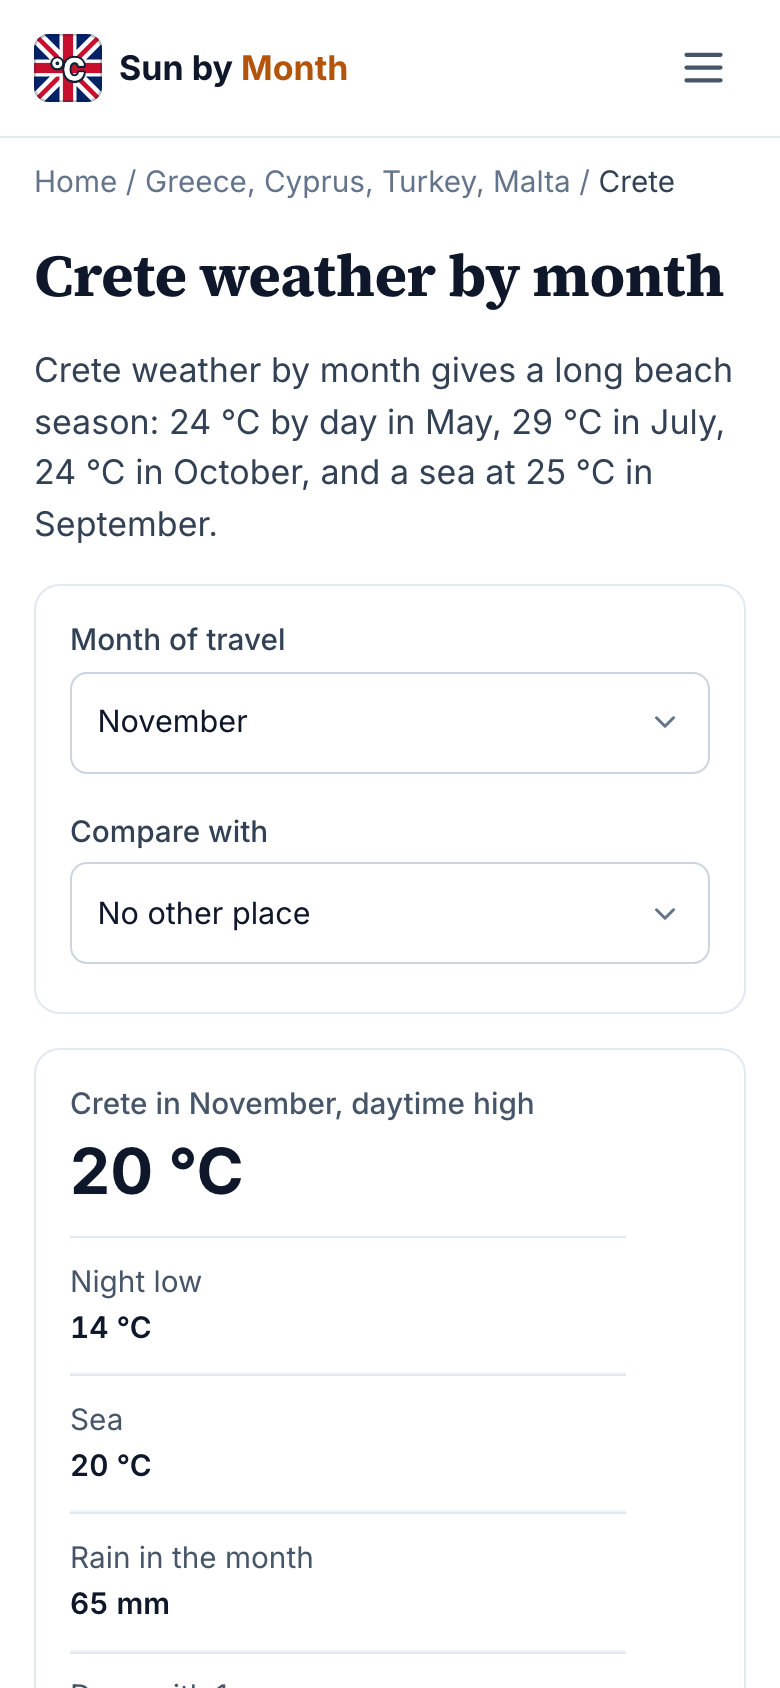 °C Sun by Month
Home / Greece, Cyprus, Turkey, Malta / Crete
Crete weather by month
Crete weather by month gives a long beach
season: 24 °C by day in May, 29 °C in July,
24 °C in October, and a sea at 25 °C in
September.
Month of travel
November
Compare with
No other place
Crete in November, daytime high
20 °C
Night low
14 °C
Sea
20 °C
Rain in the month
65 mm